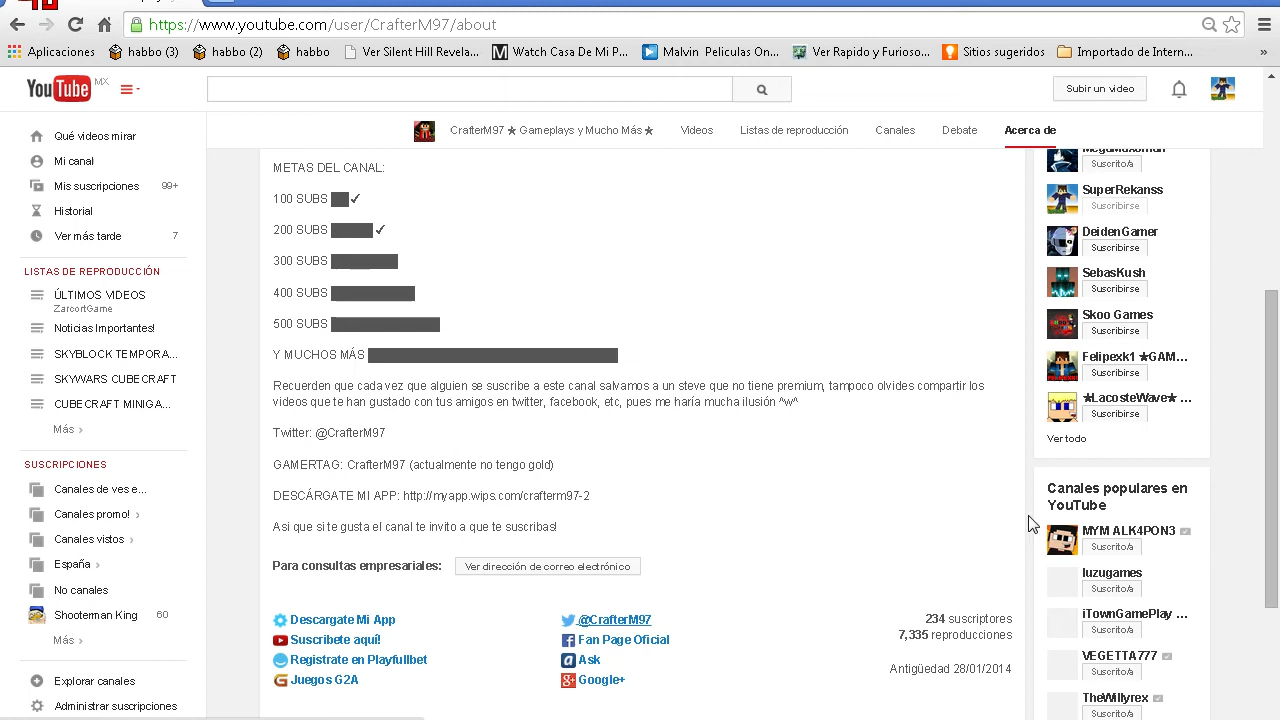 https://www.youtube.com/user/CrafterM97/about
Aplicaciones habbo (3) habbo (2) habbo Ver Silent Hill Revela... Watch Casa De Mi P... Malvin Películas On... Ver Rapido y Furioso... Sitios sugeridos Importado de Intern... »
YouTube MX Subir un video
CrafterM97 ★ Gameplays y Mucho Más ★ Videos Listas de reproducción Canales Debate Acerca de
Qué videos mirar
Mi canal
Mis suscripciones 99+
Historial
Ver más tarde 7
LISTAS DE REPRODUCCIÓN
ÚLTIMOS VIDEOS
ZarcortGame
Noticias Importantes!
SKYBLOCK TEMPORA...
SKYWARS CUBECRAFT
CUBECRAFT MINIGA...
Más ›
SUSCRIPCIONES
Canales de ves e...
Canales promo! ›
Canales vistos ›
España ›
No canales
Shooterman King 60
Más ›
Explorar canales
Administrar suscripciones
METAS DEL CANAL:
100 SUBS ✓
200 SUBS ✓
300 SUBS
400 SUBS
500 SUBS
Y MUCHOS MÁS
Recuerden que cada vez que alguien se suscribe a este canal salvamos a un steve que no tiene premium, tampoco olvides compartir los
videos que te han gustado con tus amigos en twitter, facebook, etc, pues me haría mucha ilusión ^w^
Twitter: @CrafterM97
GAMERTAG: CrafterM97 (actualmente no tengo gold)
DESCÁRGATE MI APP: http://myapp.wips.com/crafterm97-2
Asi que si te gusta el canal te invito a que te suscribas!
Para consultas empresariales: Ver dirección de correo electrónico
Descargate Mi App
Suscribete aquí!
Registrate en Playfullbet
Juegos G2A
@CrafterM97
Fan Page Oficial
Ask
Google+
234 suscriptores
7,335 reproducciones
Antigüedad 28/01/2014
Suscrito/a
SuperRekanss
Suscribirse
DeidenGamer
Suscribirse
SebasKush
Suscribirse
Skoo Games
Suscribirse
Felipexk1 ★GAM...
Suscribirse
★LacosteWave★ ...
Suscribirse
Ver todo
Canales populares en
YouTube
MYM ALK4PON3
Suscrito/a
luzugames
Suscrito/a
iTownGamePlay ...
Suscrito/a
VEGETTA777
Suscrito/a
TheWillyrex
Suscrito/a